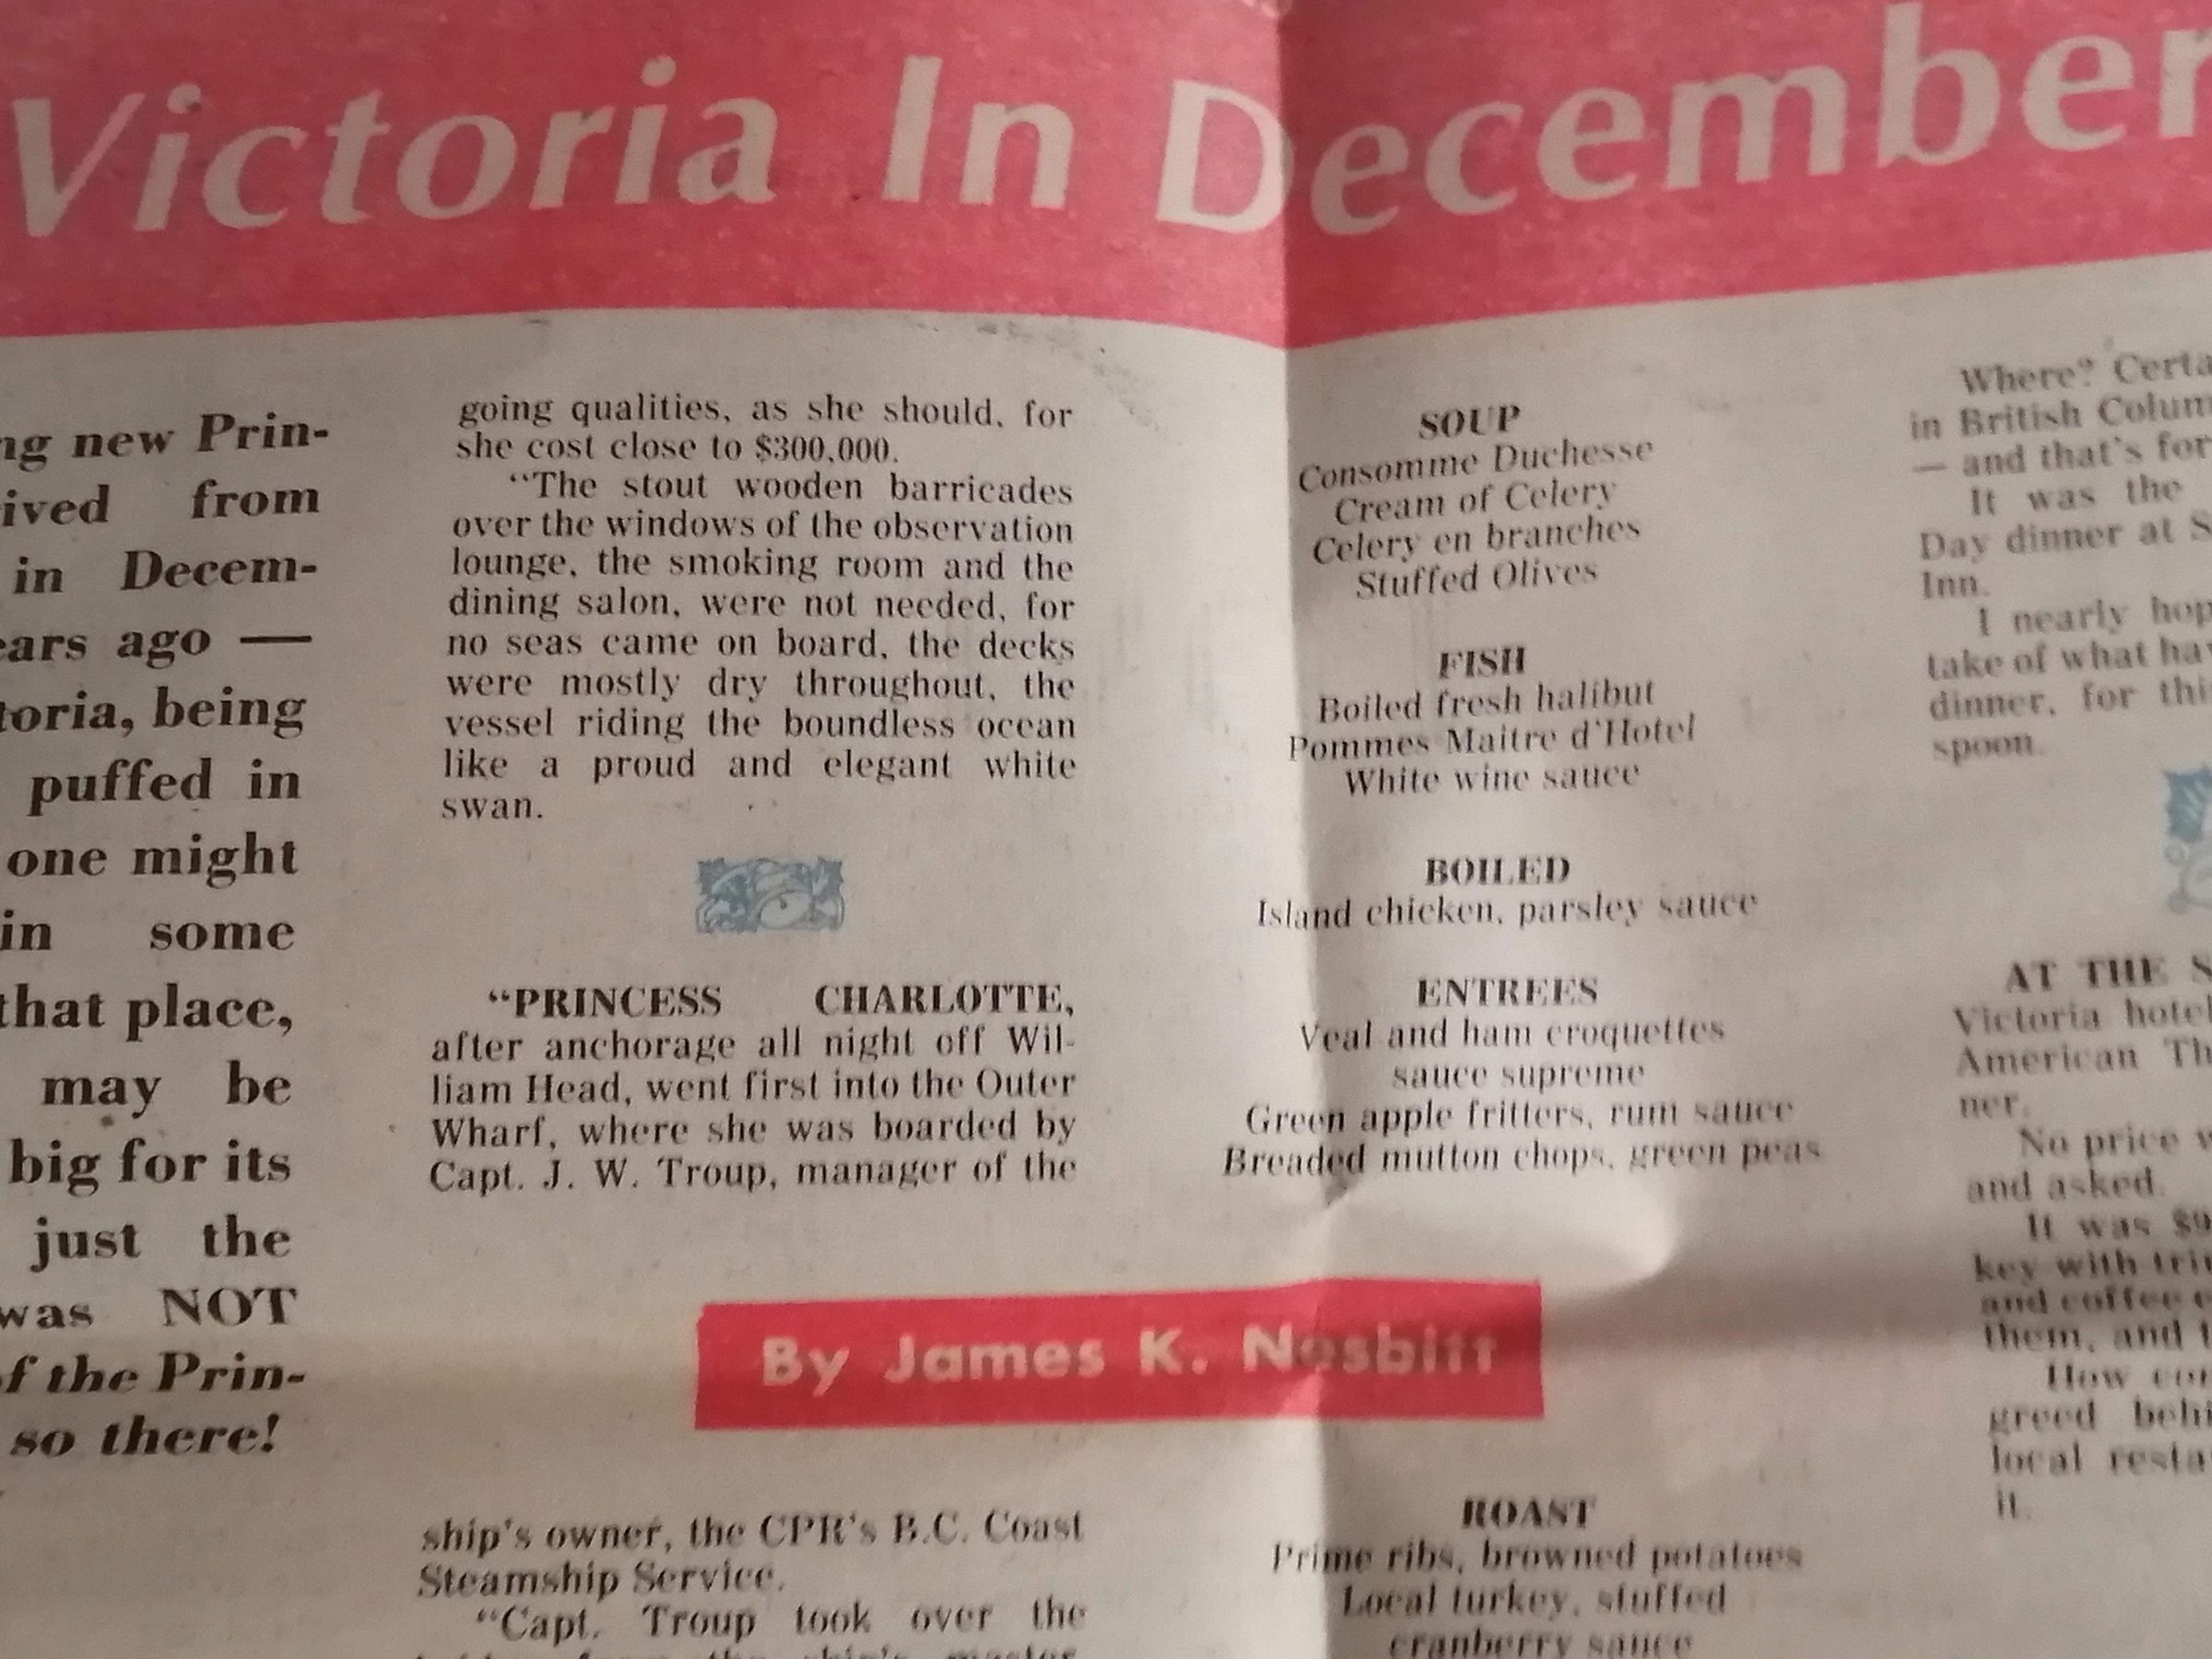 Victoria In December
ng new Prin-
ived from
in Decem-
ears ago —
toria, being
puffed in
one might
in some
that place,
may be
big for its
just the
was NOT
of the Prin-
so there!
going qualities, as she should, for
she cost close to $300,000.
"The stout wooden barricades
over the windows of the observation
lounge, the smoking room and the
dining salon, were not needed, for
no seas came on board, the decks
were mostly dry throughout, the
vessel riding the boundless ocean
like a proud and elegant white
swan.
"PRINCESS CHARLOTTE,
after anchorage all night off Wil-
liam Head, went first into the Outer
Wharf, where she was boarded by
Capt. J. W. Troup, manager of the
By James K. Nesbitt
ship's owner, the CPR's B.C. Coast
Steamship Service.
"Capt. Troup took over the
the ship's master,
SOUP
Consomme Duchesse
Cream of Celery
Celery en branches
Stuffed Olives
FISH
Boiled fresh halibut
Pommes Maitre d'Hotel
White wine sauce
BOILED
Island chicken, parsley sauce
ENTREES
Veal and ham croquettes
sauce supreme
Green apple fritters, rum sauce
Breaded mutton chops, green peas
ROAST
Prime ribs, browned potatoes
Local turkey, stuffed
cranberry sauce
Where? Certa
in British Colum
— and that's for
It was the
Day dinner at S
Inn.
I nearly hop
take of what hav
dinner, for thi
spoon.
AT THE S
Victoria hotel
American Th
ner.
No price w
and asked.
It was $9
key with tri
and coffee e
them, and t
How con
greed behi
local resta
it.